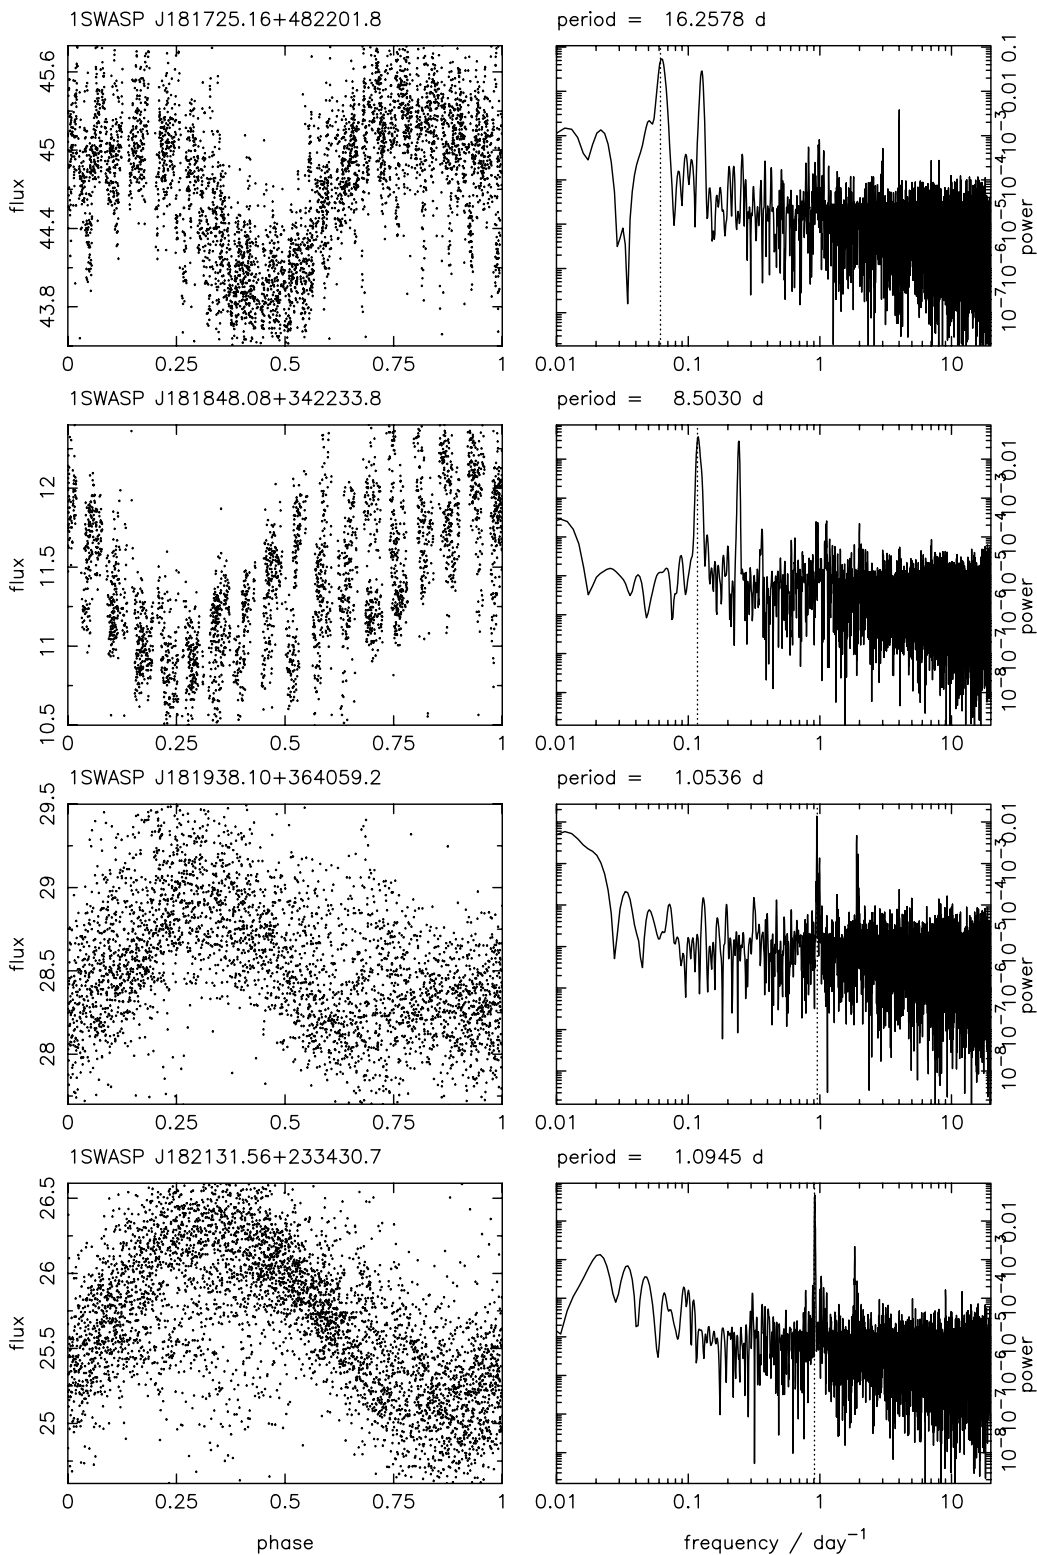 1SWASP J181725.16+482201.8 period = 16.2578 d
45.6 45 44.4 43.8
flux
0 0.25 0.5 0.75 1
0.1 0.01 10⁻³ 10⁻⁴ 10⁻⁵ 10⁻⁶ 10⁻⁷
power
0.01 0.1 1 10
1SWASP J181848.08+342233.8 period = 8.5030 d
12 11.5 11 10.5
flux
0 0.25 0.5 0.75 1
0.01 10⁻³ 10⁻⁴ 10⁻⁵ 10⁻⁶ 10⁻⁷ 10⁻⁸
power
0.01 0.1 1 10
1SWASP J181938.10+364059.2 period = 1.0536 d
29.5 29 28.5 28
flux
0 0.25 0.5 0.75 1
0.01 10⁻³ 10⁻⁴ 10⁻⁵ 10⁻⁶ 10⁻⁷ 10⁻⁸
power
0.01 0.1 1 10
1SWASP J182131.56+233430.7 period = 1.0945 d
26.5 26 25.5 25
flux
0 0.25 0.5 0.75 1
0.01 10⁻³ 10⁻⁴ 10⁻⁵ 10⁻⁶ 10⁻⁷ 10⁻⁸
power
0.01 0.1 1 10
phase frequency / day⁻¹